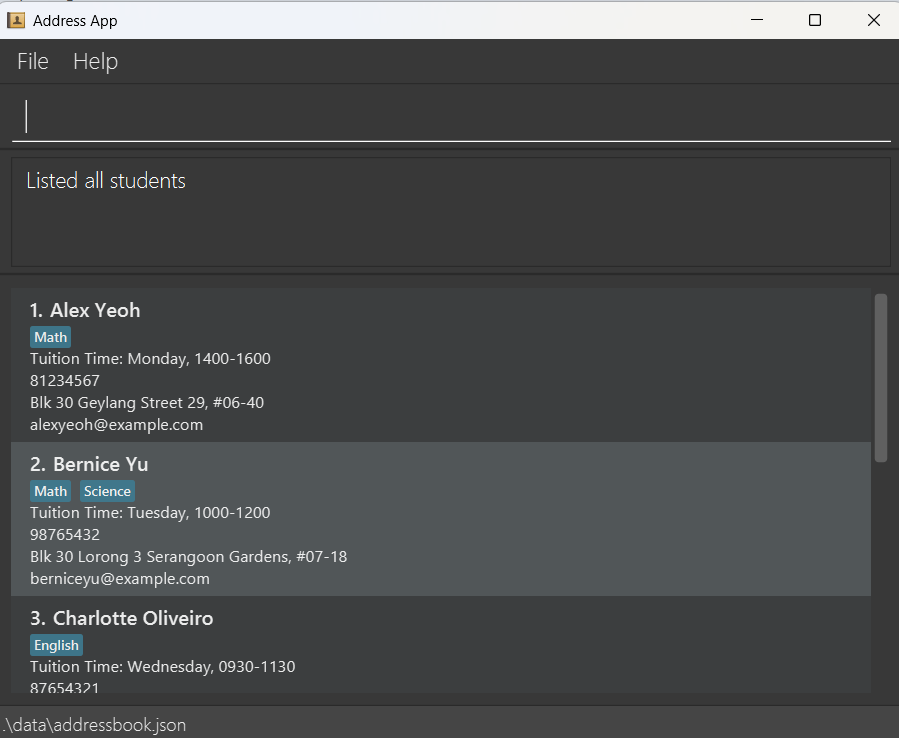 Address App
File Help
Listed all students
1. Alex Yeoh
Math
Tuition Time: Monday, 1400-1600
81234567
Blk 30 Geylang Street 29, #06-40
alexyeoh@example.com
2. Bernice Yu
Math Science
Tuition Time: Tuesday, 1000-1200
98765432
Blk 30 Lorong 3 Serangoon Gardens, #07-18
berniceyu@example.com
3. Charlotte Oliveiro
English
Tuition Time: Wednesday, 0930-1130
87654321
.\data\addressbook.json